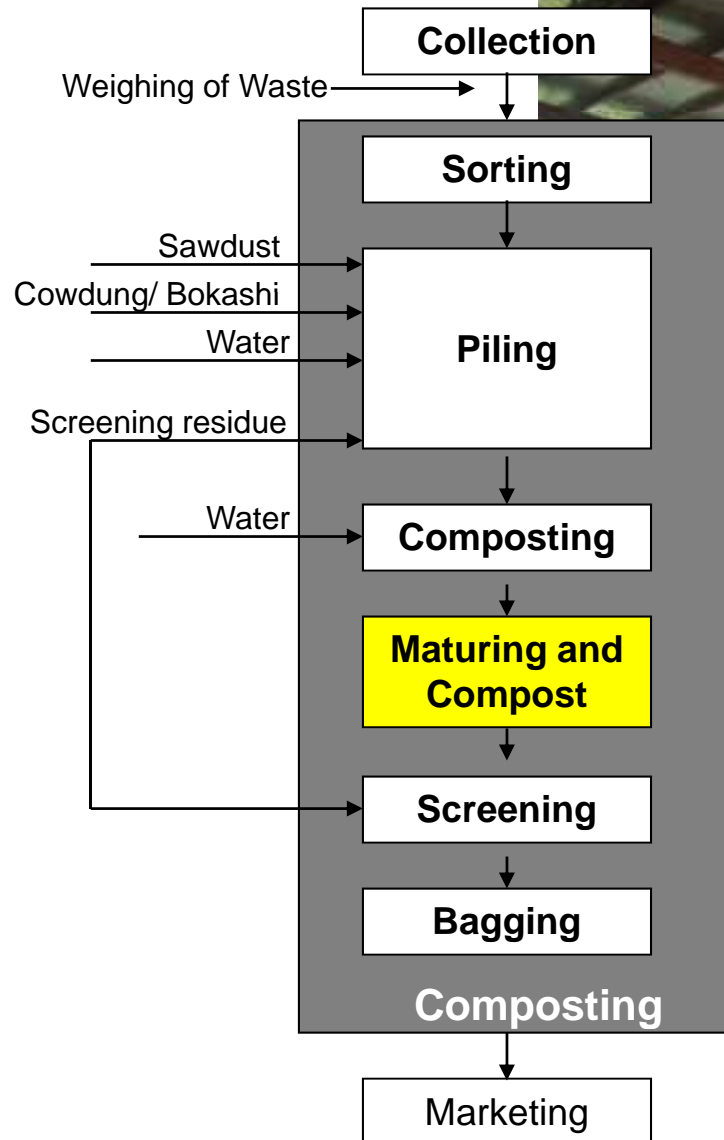 Collection
Weighing of Waste
Sorting
Sawdust
Cowdung/ Bokashi
Water
Piling
Screening residue
Water
Composting
Maturing and
Compost
Screening
Bagging
Composting
Marketing